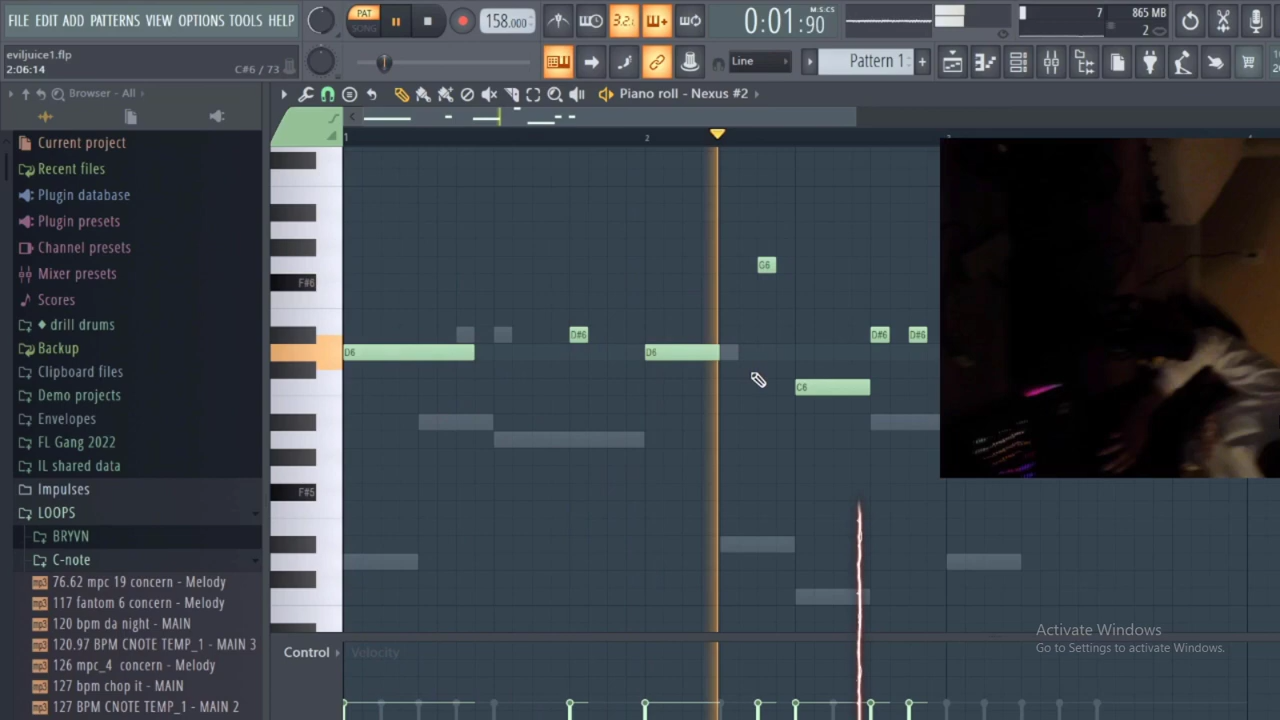 FILE EDIT ADD PATTERNS VIEW OPTIONS TOOLS HELP
PAT
SONG
158.000
3.2.
0:01:90
M:S:CS
7
865 MB
2
eviljuice1.flp
2:06:14
C#6 / 73
Line
Pattern 1
+
Browser - All
Piano roll - Nexus #2
Current project
Recent files
Plugin database
Plugin presets
Channel presets
Mixer presets
Scores
drill drums
Backup
Clipboard files
Demo projects
Envelopes
FL Gang 2022
IL shared data
Impulses
LOOPS
BRYVN
C-note
76.62 mpc 19 concern - Melody
117 fantom 6 concern - Melody
120 bpm da night - MAIN
120.97 BPM CNOTE TEMP_1 - MAIN 3
126 mpc_4 concern - Melody
127 bpm chop it - MAIN
127 BPM CNOTE TEMP_1 - MAIN 2
1
2
G6
F#6
D#6
D#6
D#6
D6
D6
C6
F#5
Control
Velocity
Activate Windows
Go to Settings to activate Windows.